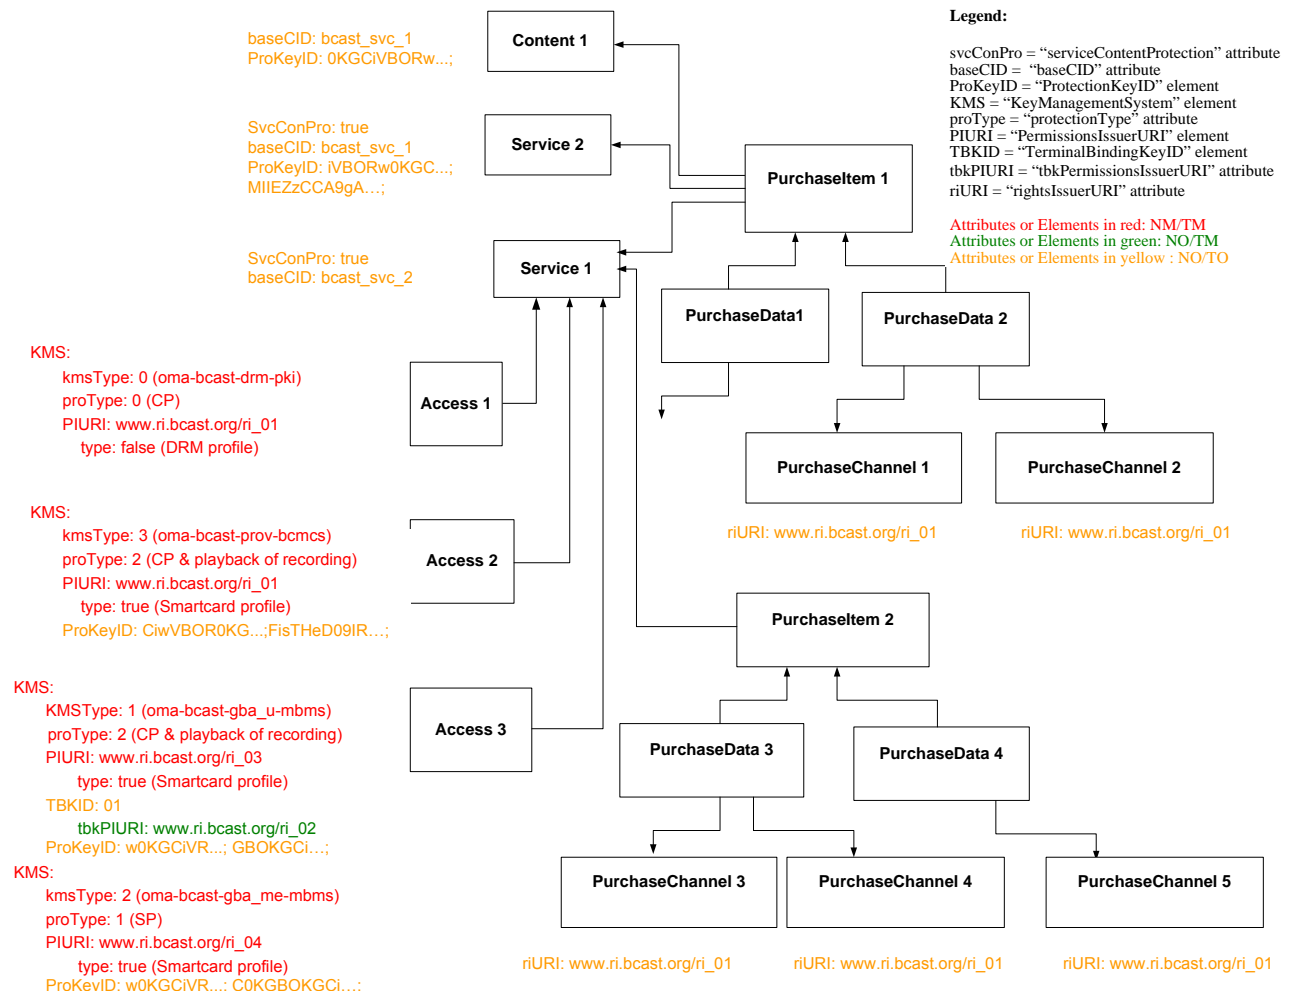 Legend:
svcConPro = “serviceContentProtection” attribute
baseCID = “baseCID” attribute
ProKeyID = “ProtectionKeyID” element
KMS = “KeyManagementSystem” element
proType = “protectionType” attribute
PIURI = “PermissionsIssuerURI” element
TBKID = “TerminalBindingKeyID” element
tbkPIURI = “tbkPermissionsIssuerURI” attribute
riURI = “rightsIssuerURI” attribute
Attributes or Elements in red: NM/TM
Attributes or Elements in green: NO/TM
Attributes or Elements in yellow : NO/TO
baseCID: bcast_svc_1
ProKeyID: 0KGCiVBORw...;
Content 1
SvcConPro: true
baseCID: bcast_svc_1
ProKeyID: iVBORw0KGC...;
MIIEZzCCA9gA…;
Service 2
PurchaseItem 1
SvcConPro: true
baseCID: bcast_svc_2
Service 1
PurchaseData1
PurchaseData 2
KMS:
kmsType: 0 (oma-bcast-drm-pki)
proType: 0 (CP)
PIURI: www.ri.bcast.org/ri_01
type: false (DRM profile)
Access 1
PurchaseChannel 1
PurchaseChannel 2
riURI: www.ri.bcast.org/ri_01
riURI: www.ri.bcast.org/ri_01
KMS:
kmsType: 3 (oma-bcast-prov-bcmcs)
proType: 2 (CP & playback of recording)
PIURI: www.ri.bcast.org/ri_01
type: true (Smartcard profile)
ProKeyID: CiwVBOR0KG...;FisTHeD09IR…;
Access 2
PurchaseItem 2
KMS:
KMSType: 1 (oma-bcast-gba_u-mbms)
proType: 2 (CP & playback of recording)
PIURI: www.ri.bcast.org/ri_03
type: true (Smartcard profile)
TBKID: 01
tbkPIURI: www.ri.bcast.org/ri_02
ProKeyID: w0KGCiVR...; GBOKGCi…;
Access 3
PurchaseData 3
PurchaseData 4
KMS:
kmsType: 2 (oma-bcast-gba_me-mbms)
proType: 1 (SP)
PIURI: www.ri.bcast.org/ri_04
type: true (Smartcard profile)
ProKeyID: w0KGCiVR...; C0KGBOKGCi…;
PurchaseChannel 3
PurchaseChannel 4
PurchaseChannel 5
riURI: www.ri.bcast.org/ri_01
riURI: www.ri.bcast.org/ri_01
riURI: www.ri.bcast.org/ri_01